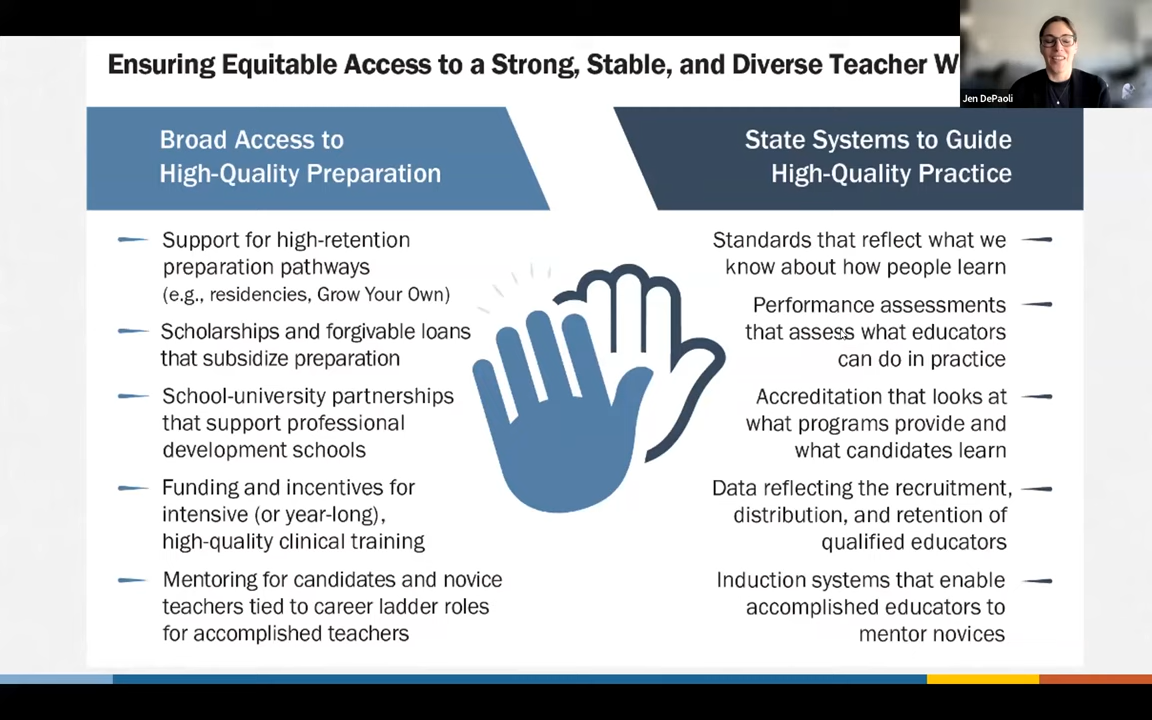 Ensuring Equitable Access to a Strong, Stable, and Diverse Teacher W
Jen DePaoli
Broad Access to
High-Quality Preparation
Support for high-retention
preparation pathways
(e.g., residencies, Grow Your Own)
Scholarships and forgivable loans
that subsidize preparation
School-university partnerships
that support professional
development schools
Funding and incentives for
intensive (or year-long),
high-quality clinical training
Mentoring for candidates and novice
teachers tied to career ladder roles
for accomplished teachers
State Systems to Guide
High-Quality Practice
Standards that reflect what we
know about how people learn
Performance assessments
that assess what educators
can do in practice
Accreditation that looks at
what programs provide and
what candidates learn
Data reflecting the recruitment,
distribution, and retention of
qualified educators
Induction systems that enable
accomplished educators to
mentor novices